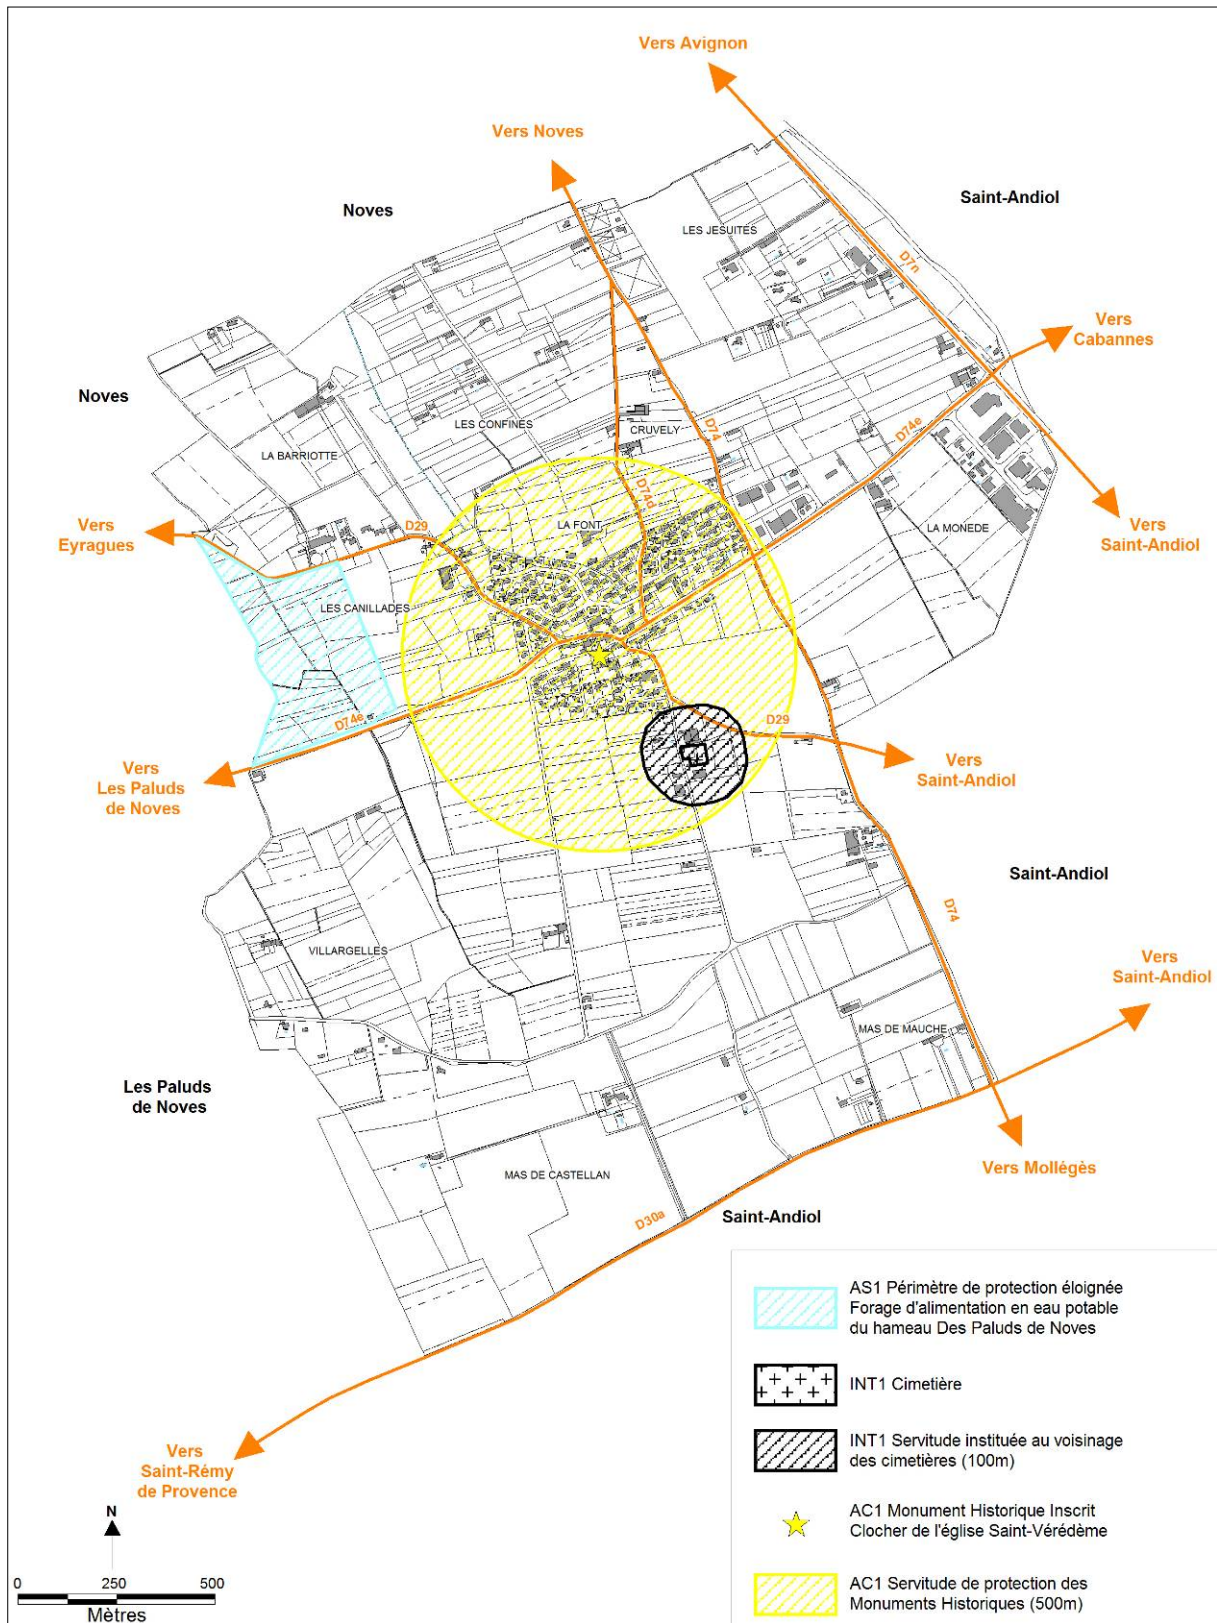 Vers Avignon
Vers Noves
Noves
Saint-Andiol
LES JESUITES
D7n
Vers
Cabannes
Noves
LES CONFINES
CRUVELY
D74
D74e
LA BARRIOTTE
D74d
Vers
Eyragues
D29
LA FONT
LA MONEDE
Vers
Saint-Andiol
LES CANILLADES
D74e
D29
Vers
Les Paluds
de Noves
Vers
Saint-Andiol
Saint-Andiol
D74
VILLARGELLES
Vers
Saint-Andiol
MAS DE MAUCHE
Les Paluds
de Noves
Vers Mollégès
MAS DE CASTELLAN
D30a
Saint-Andiol
Vers
Saint-Rémy
de Provence
N
0 250 500
Mètres
AS1 Périmètre de protection éloignée
Forage d'alimentation en eau potable
du hameau Des Paluds de Noves
INT1 Cimetière
INT1 Servitude instituée au voisinage
des cimetières (100m)
AC1 Monument Historique Inscrit
Clocher de l'église Saint-Vérédème
AC1 Servitude de protection des
Monuments Historiques (500m)